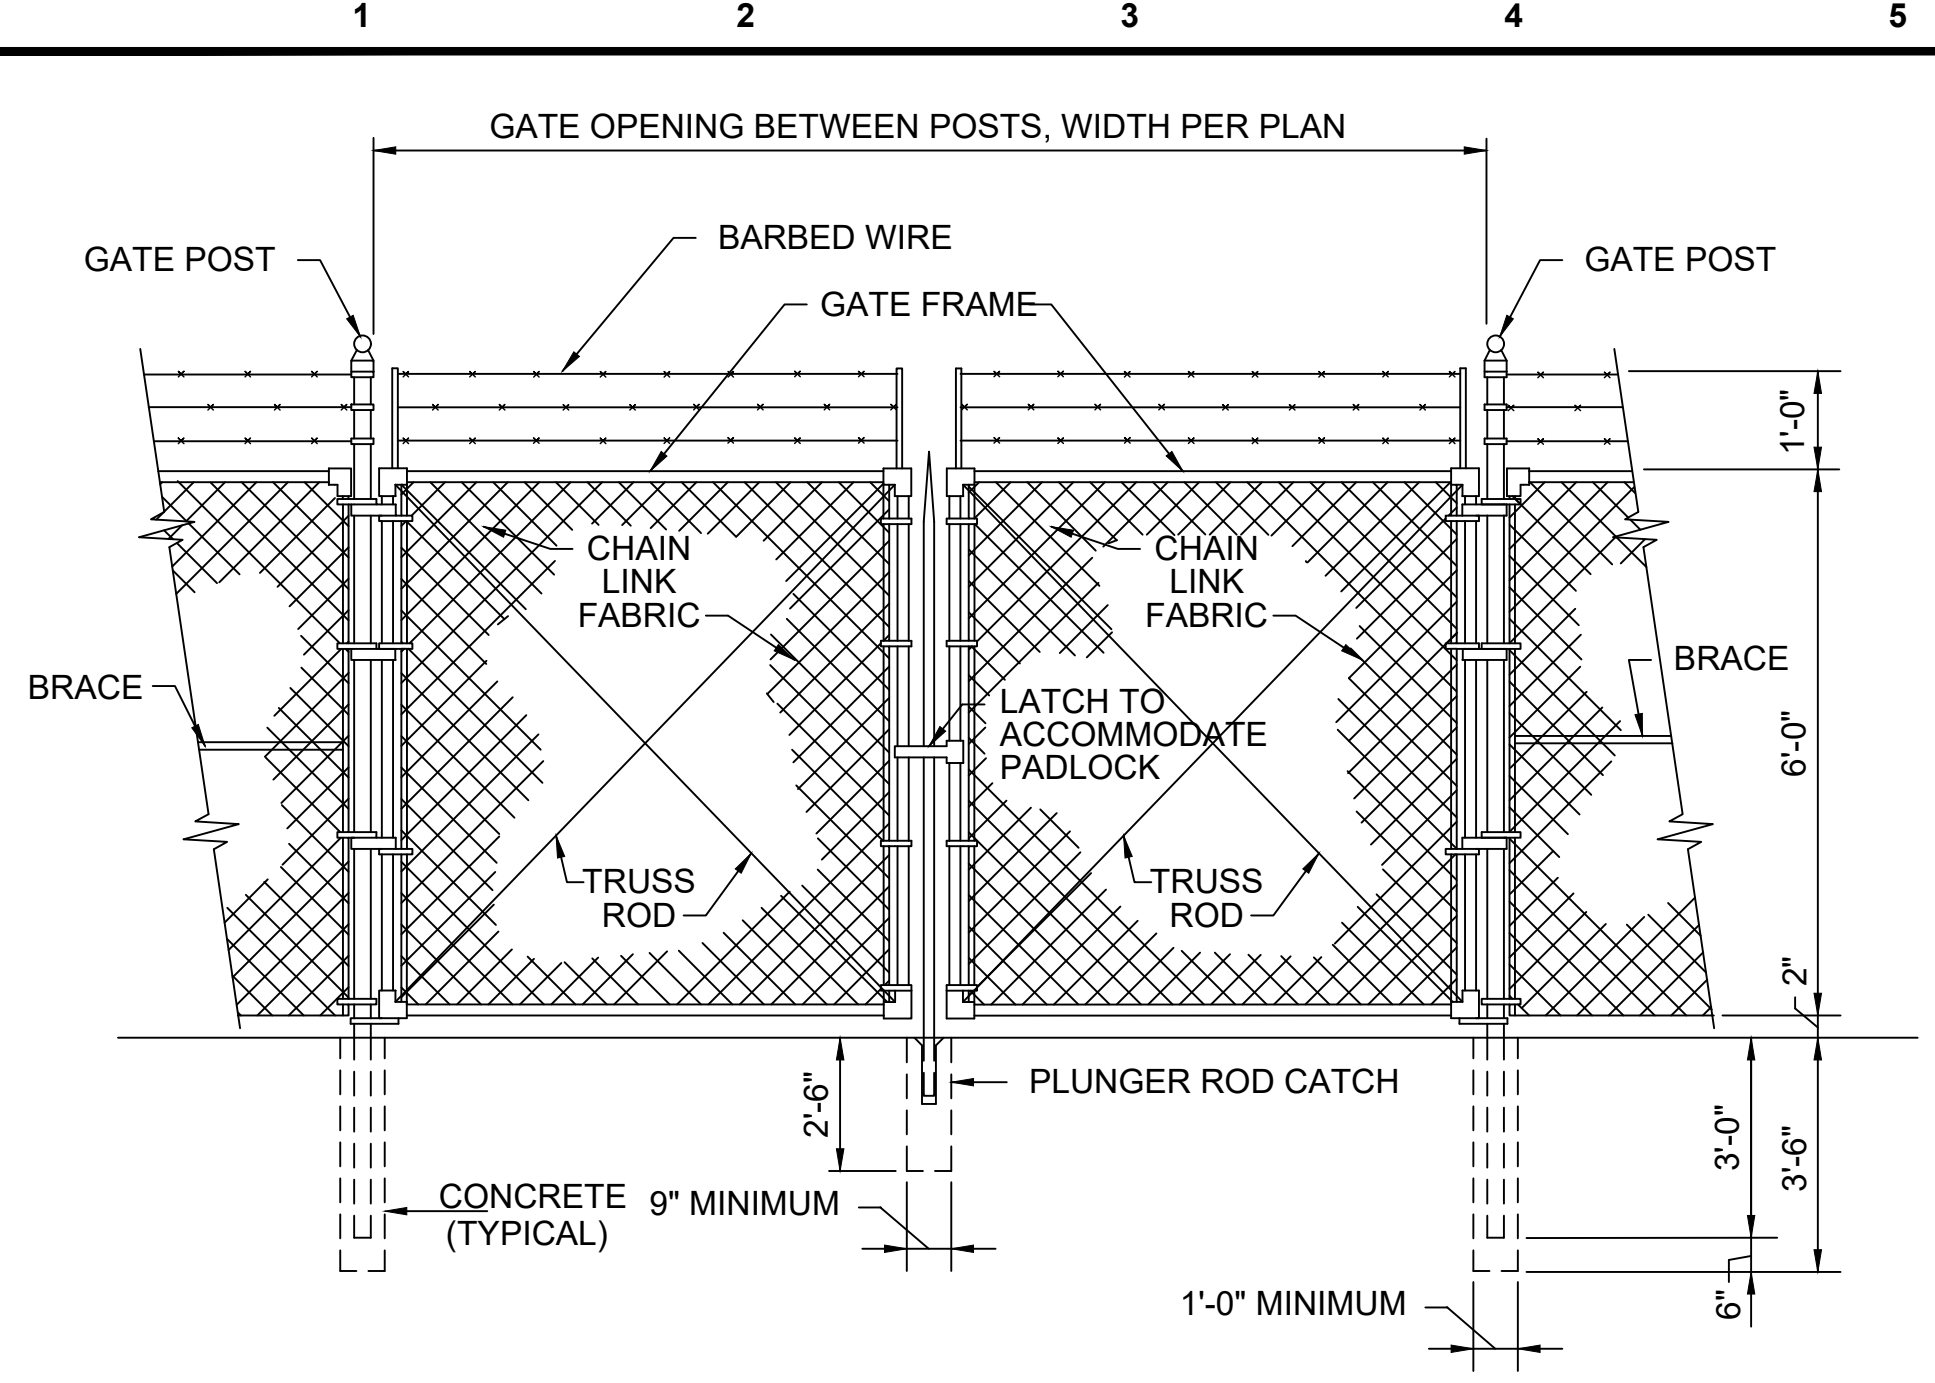 1 2 3 4 5
GATE OPENING BETWEEN POSTS, WIDTH PER PLAN
BARBED WIRE
GATE POST
GATE POST
GATE FRAME
1'-0"
CHAIN
LINK
FABRIC
CHAIN
LINK
FABRIC
BRACE
BRACE
LATCH TO
ACCOMMODATE
PADLOCK
6'-0"
TRUSS
ROD
TRUSS
ROD
2"
PLUNGER ROD CATCH
2'-6"
3'-0"
3'-6"
CONCRETE
(TYPICAL)
9" MINIMUM
1'-0" MINIMUM
6"